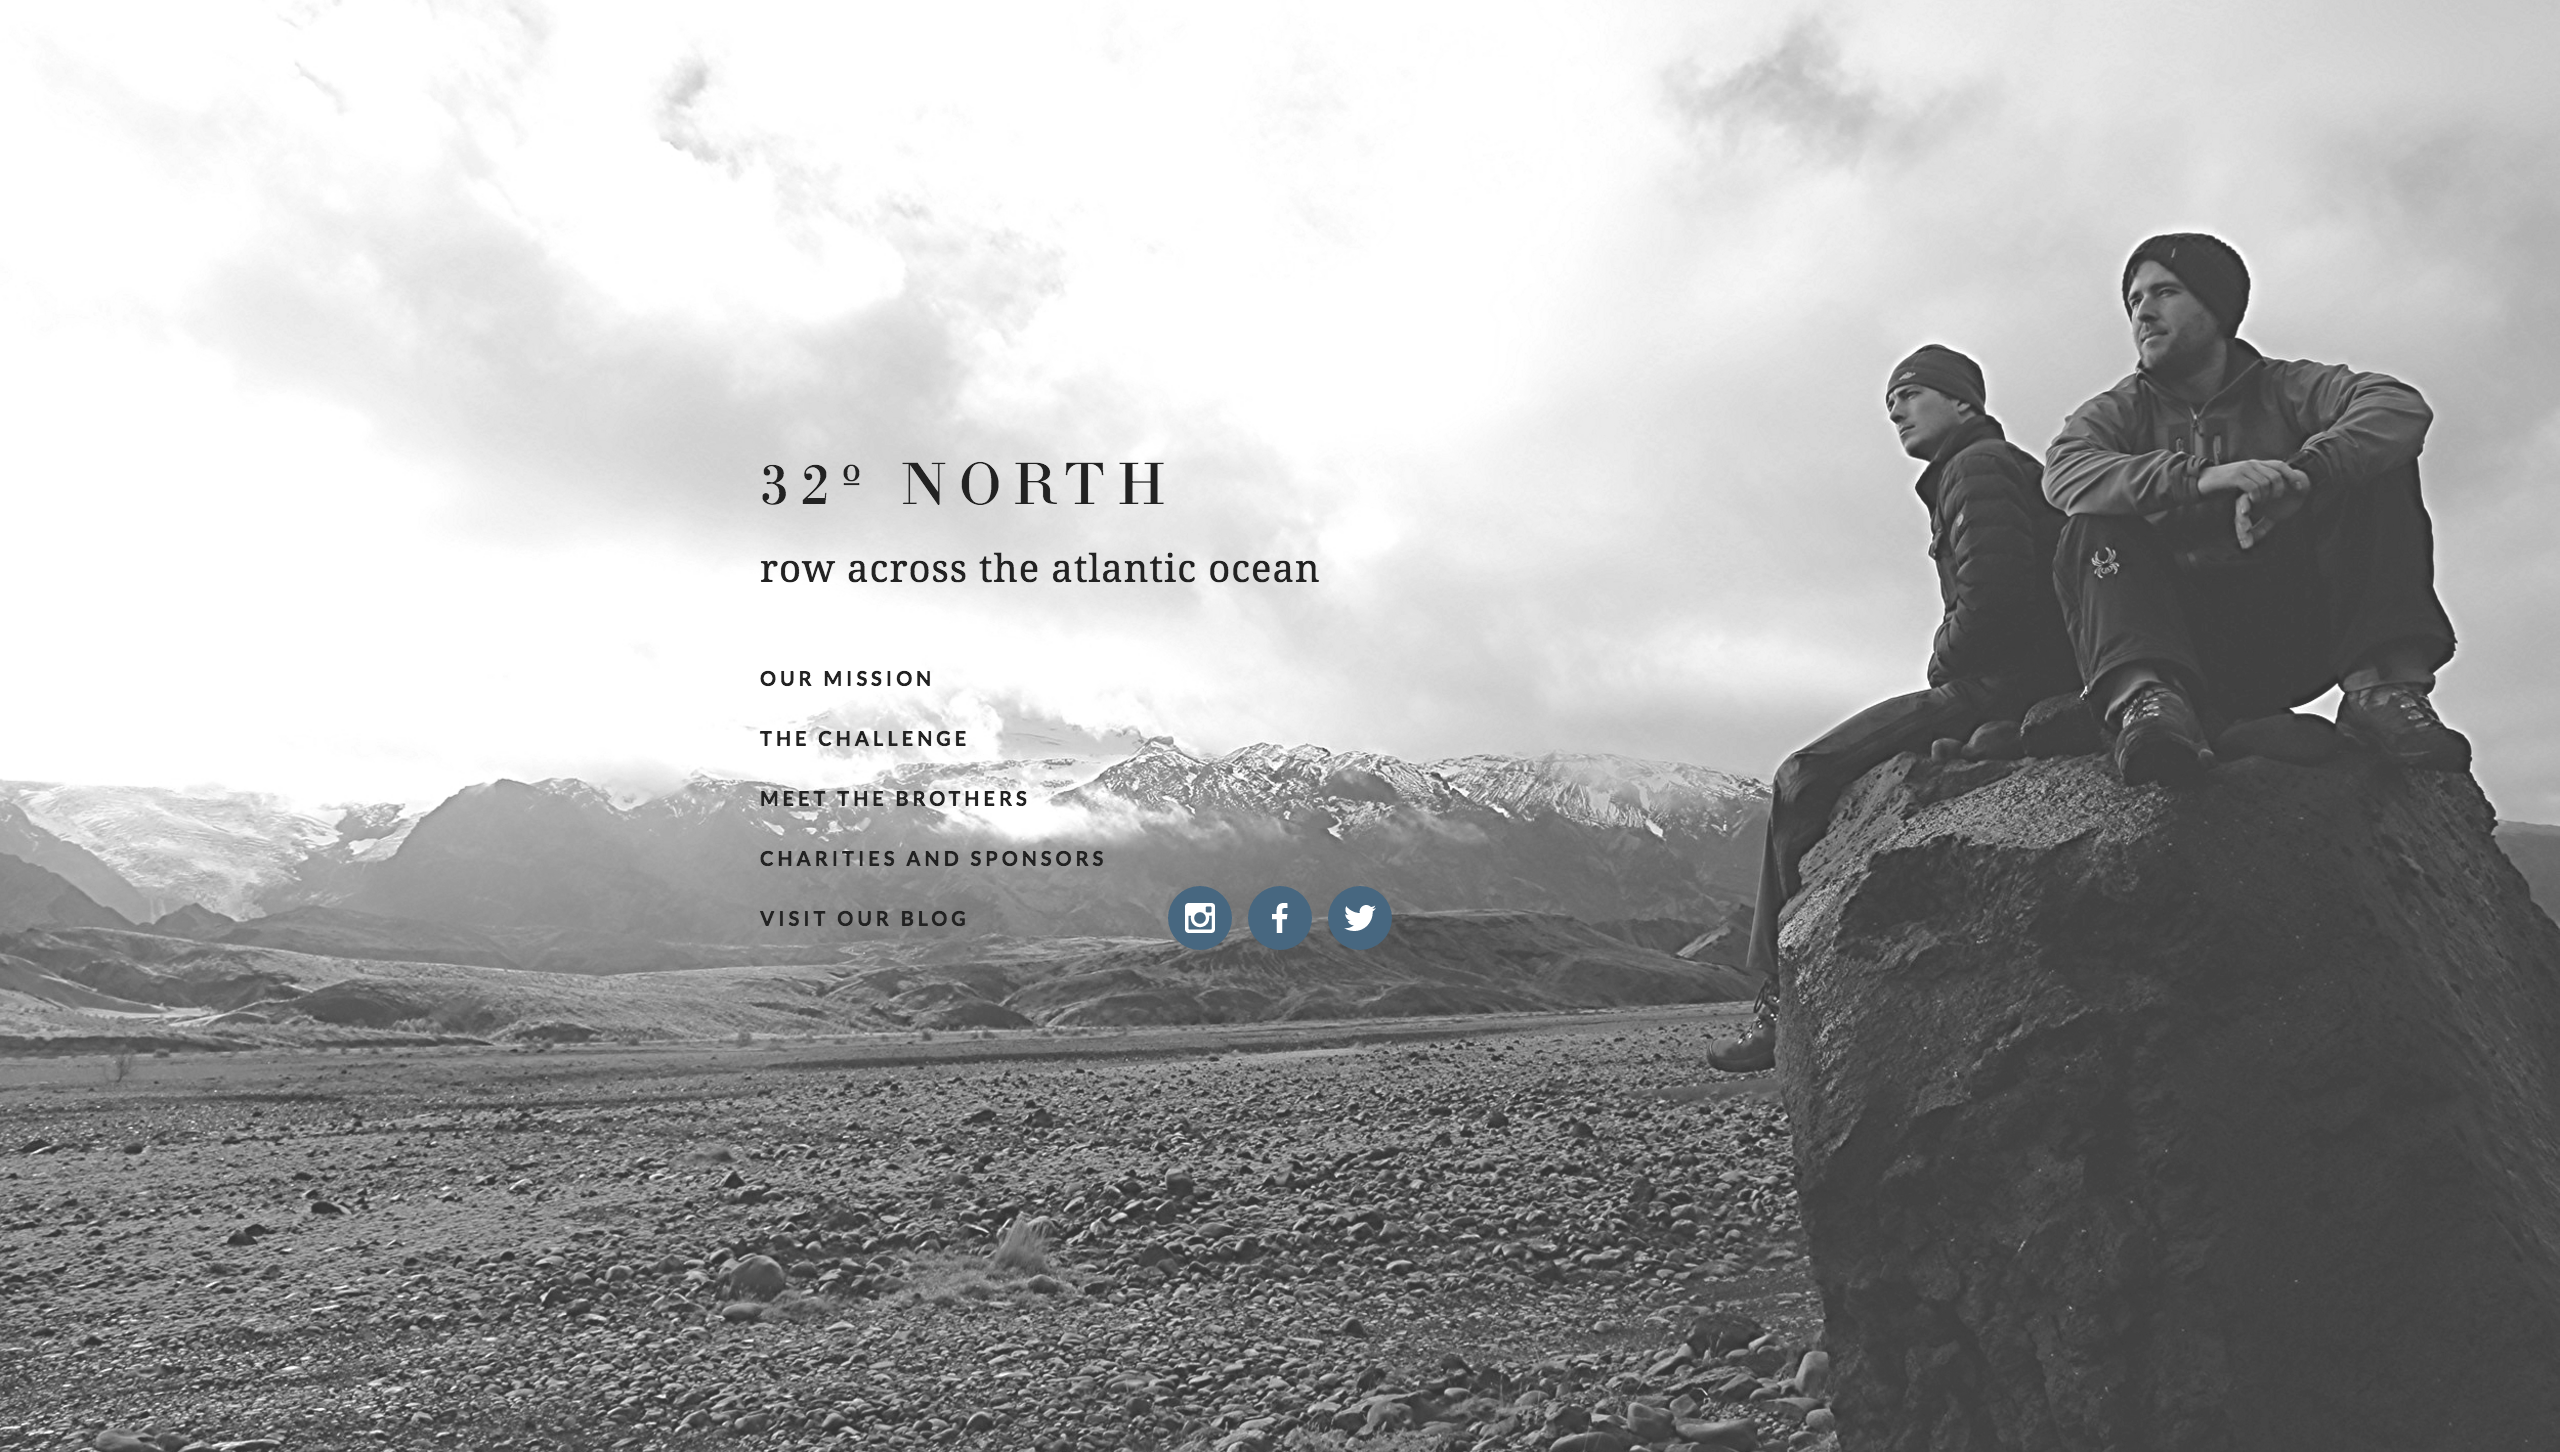 32º NORTH
row across the atlantic ocean
OUR MISSION
THE CHALLENGE
MEET THE BROTHERS
CHARITIES AND SPONSORS
VISIT OUR BLOG